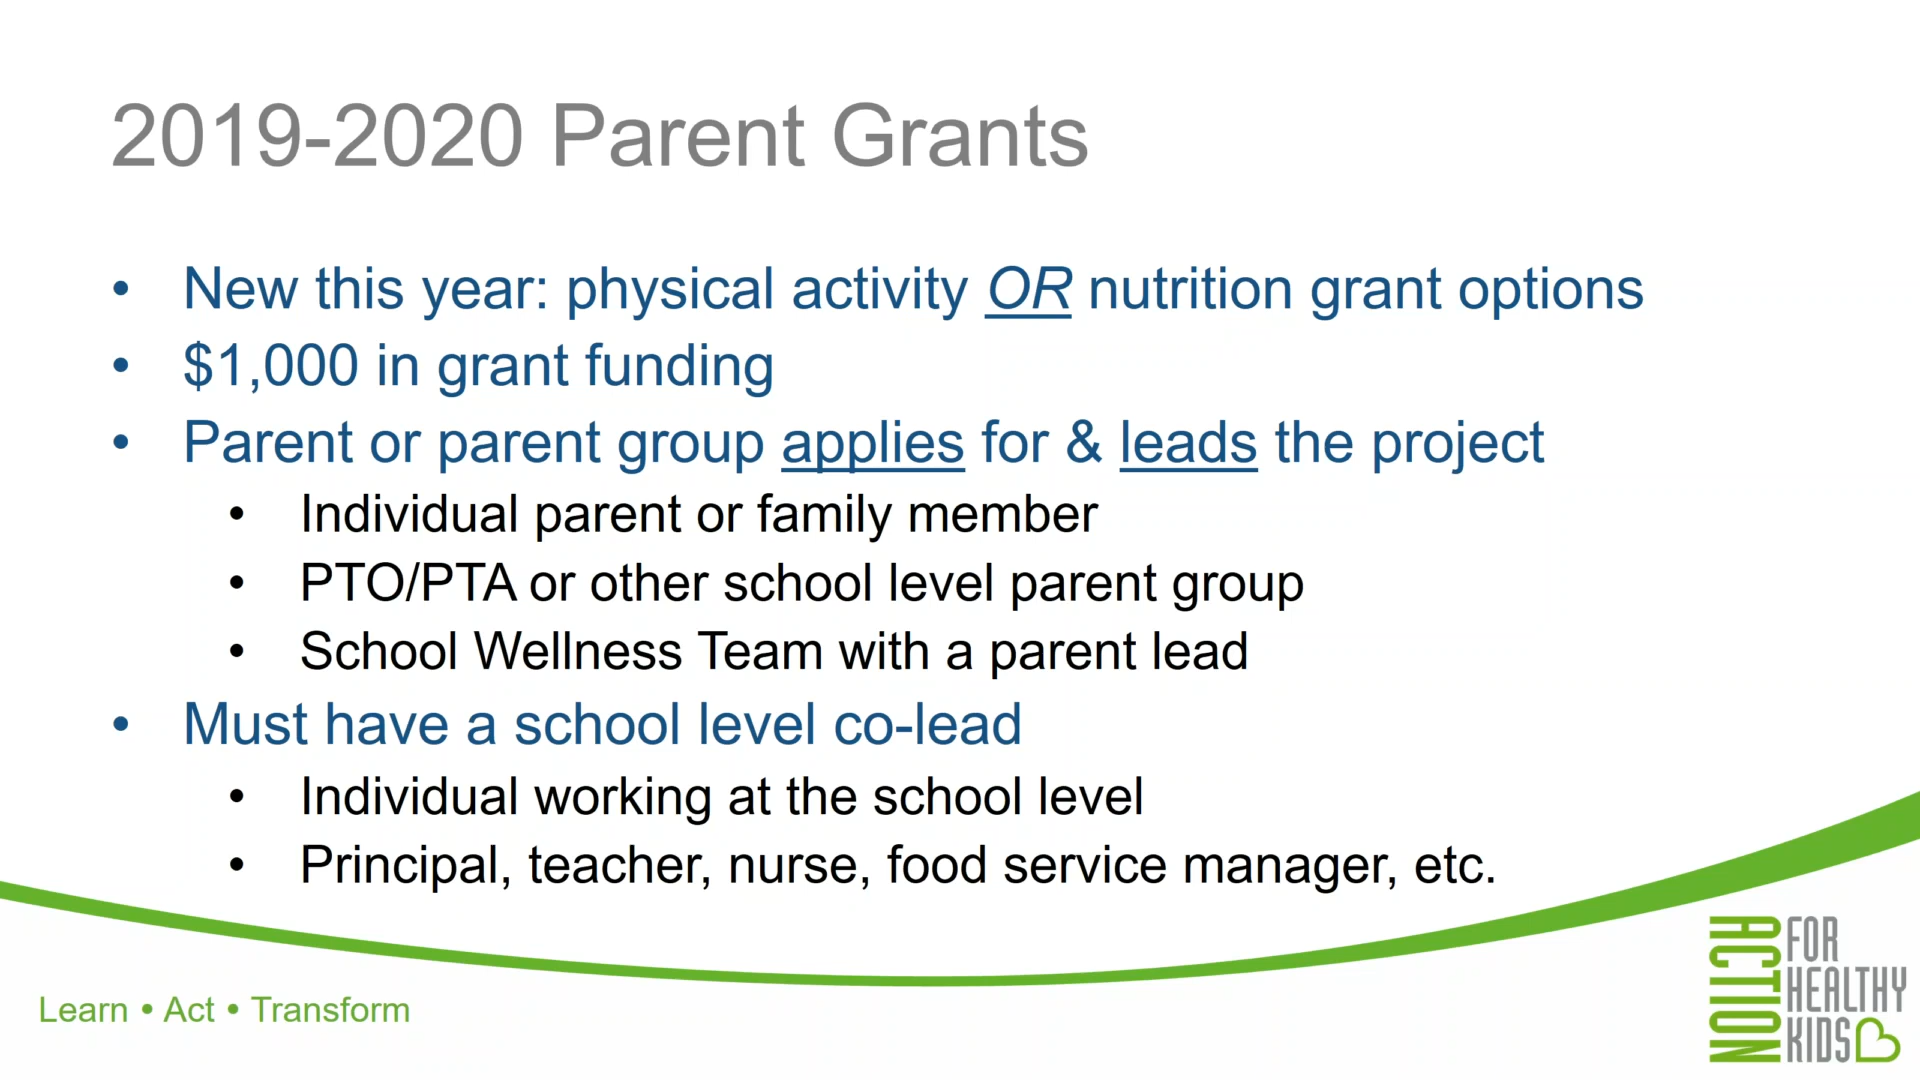 2019-2020 Parent Grants
• New this year: physical activity OR nutrition grant options
• $1,000 in grant funding
• Parent or parent group applies for & leads the project
• Individual parent or family member
• PTO/PTA or other school level parent group
• School Wellness Team with a parent lead
• Must have a school level co-lead
• Individual working at the school level
• Principal, teacher, nurse, food service manager, etc.
Learn • Act • Transform
ACTION
FOR
HEALTHY
KIDS